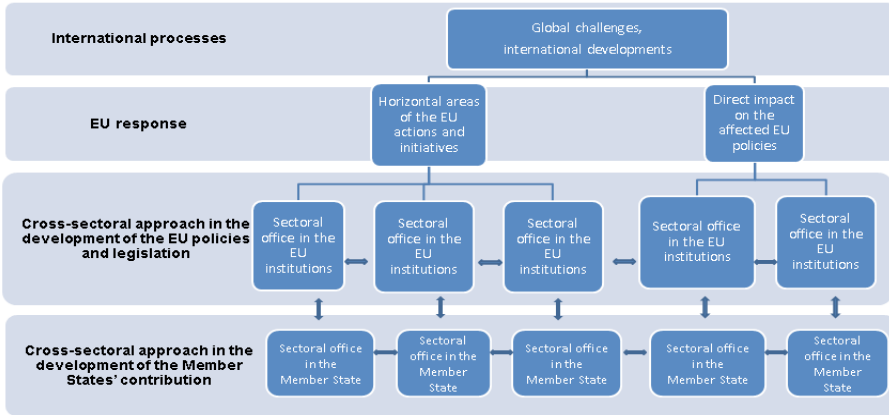 International processes
Global challenges,
international developments
EU response
Horizontal areas
of the EU
actions and
initiatives
Direct impact
on the
affected EU
policies
Cross-sectoral approach in the
development of the EU policies
and legislation
Sectoral
office in the
EU
institutions
Sectoral
office in the
EU
institutions
Sectoral
office in the
EU
institutions
Sectoral office
in the EU
institutions
Sectoral
office in the
EU
institutions
Cross-sectoral approach in the
development of the Member
States' contribution
Sectoral office
in the
Member State
Sectoral
office in the
Member
State
Sectoral office
in the
Member State
Sectoral office
in the
Member State
Sectoral
office in the
Member
State